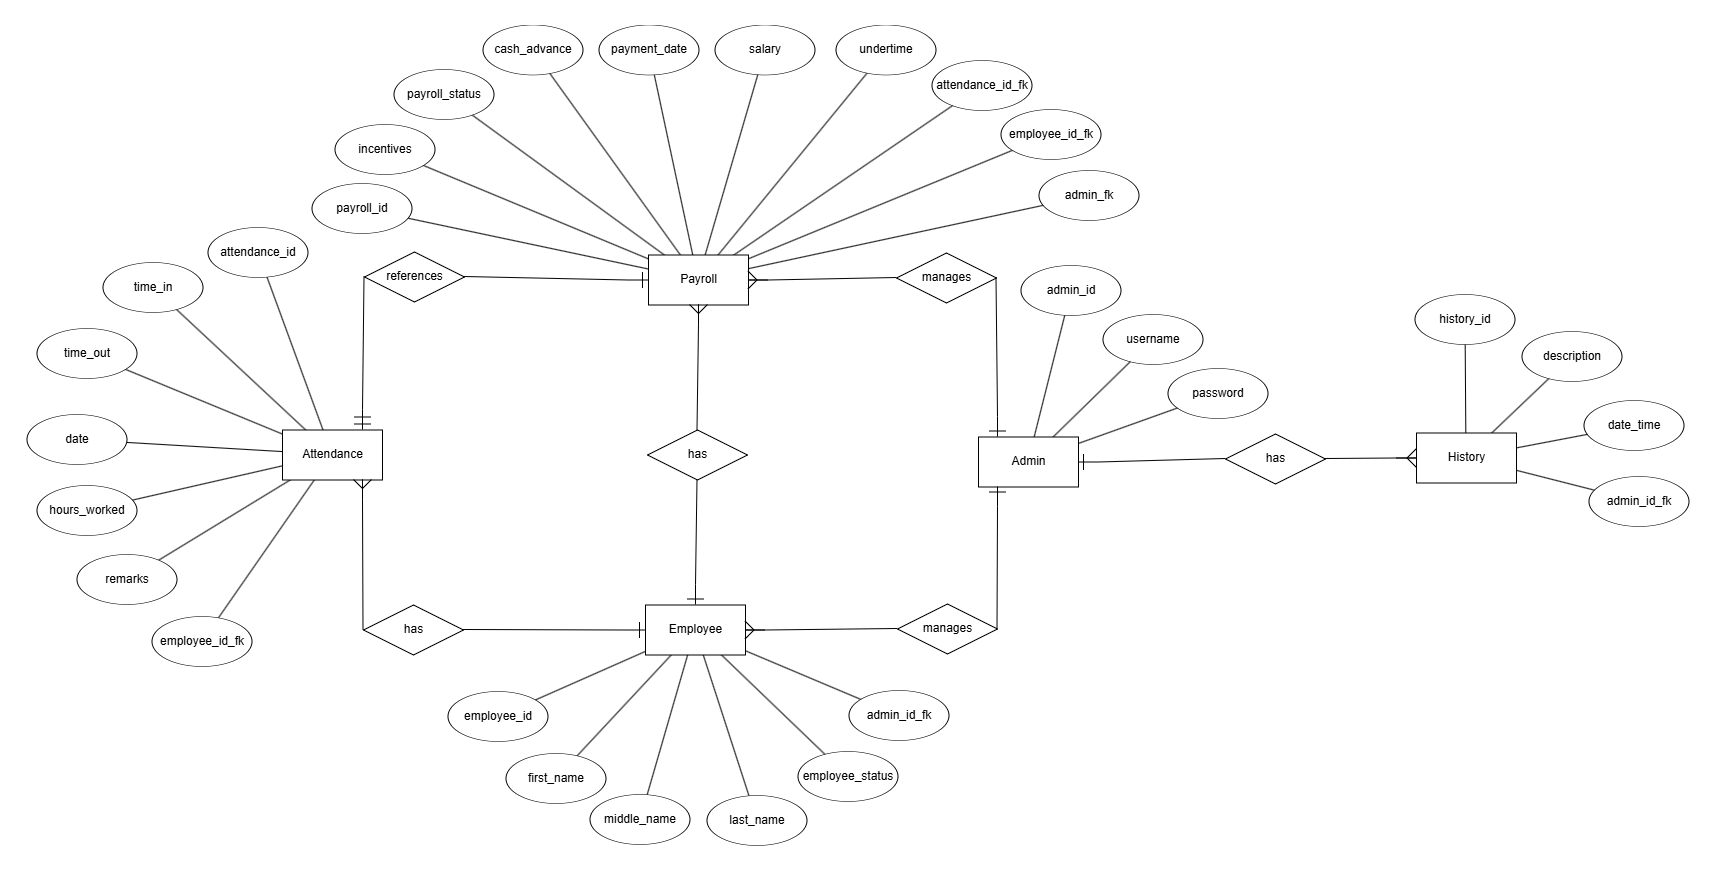 cash_advance
payment_date
salary
undertime
payroll_status
attendance_id_fk
employee_id_fk
incentives
payroll_id
admin_fk
attendance_id
time_in
references
Payroll
manages
admin_id
history_id
username
time_out
description
password
date
Attendance
has
Admin
has
History
date_time
hours_worked
admin_id_fk
remarks
employee_id_fk
has
Employee
manages
employee_id
admin_id_fk
first_name
employee_status
middle_name
last_name